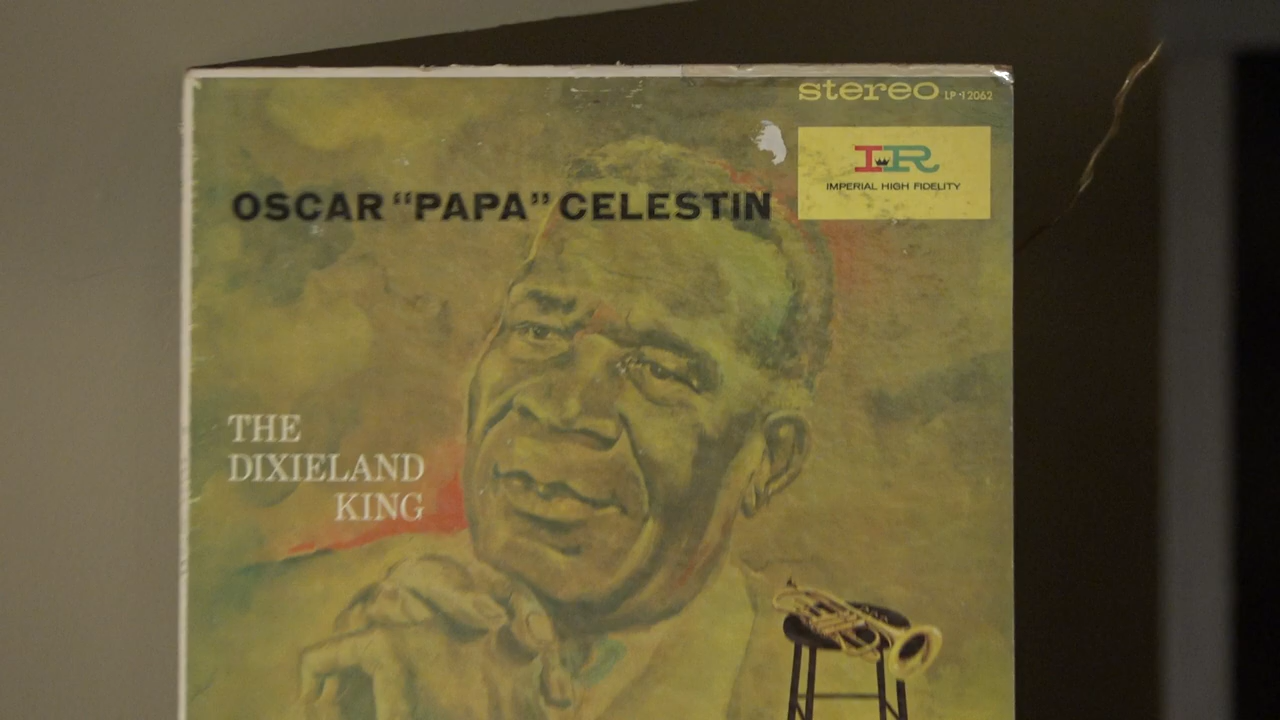 stereo LP-12062
IR
IMPERIAL HIGH FIDELITY
OSCAR “PAPA” CELESTIN
THE
DIXIELAND
KING